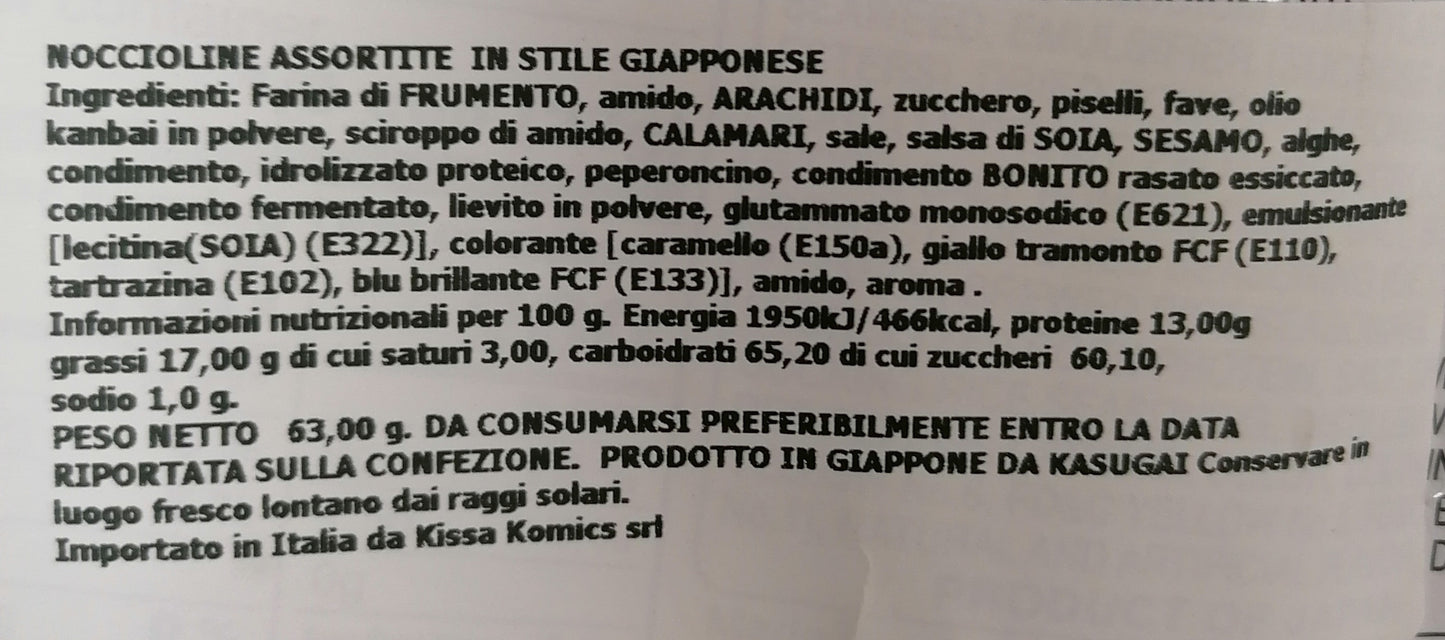 NOCCIOLINE ASSORTITE IN STILE GIAPPONESE
Ingredienti: Farina di FRUMENTO, amido, ARACHIDI, zucchero, piselli, fave, olio
kanbai in polvere, sciroppo di amido, CALAMARI, sale, salsa di SOIA, SESAMO, alghe,
condimento, idrolizzato proteico, peperoncino, condimento BONITO rasato essiccato,
condimento fermentato, lievito in polvere, glutammato monosodico (E621), emulsionante
[lecitina(SOIA) (E322)], colorante [caramello (E150a), giallo tramonto FCF (E110),
tartrazina (E102), blu brillante FCF (E133)], amido, aroma .
Informazioni nutrizionali per 100 g. Energia 1950kJ/466kcal, proteine 13,00g
grassi 17,00 g di cui saturi 3,00, carboidrati 65,20 di cui zuccheri 60,10,
sodio 1,0 g.
PESO NETTO 63,00 g. DA CONSUMARSI PREFERIBILMENTE ENTRO LA DATA
RIPORTATA SULLA CONFEZIONE. PRODOTTO IN GIAPPONE DA KASUGAI Conservare in
luogo fresco lontano dai raggi solari.
Importato in Italia da Kissa Komics srl